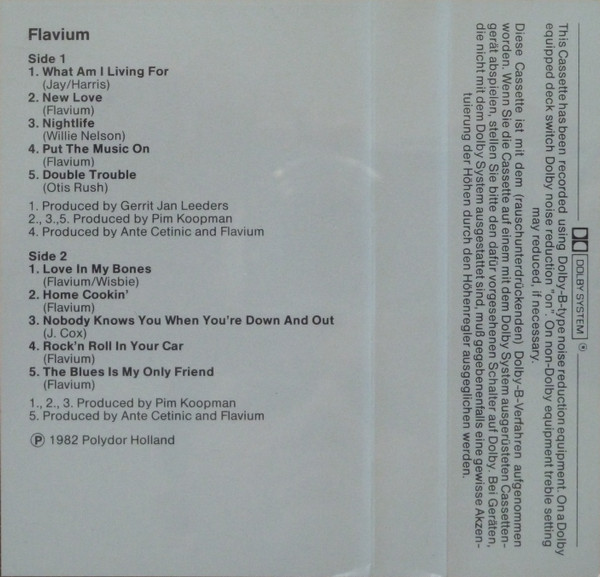 Flavium
Side 1
1. What Am I Living For
(Jay/Harris)
2. New Love
(Flavium)
3. Nightlife
(Willie Nelson)
4. Put The Music On
(Flavium)
5. Double Trouble
(Otis Rush)
1. Produced by Gerrit Jan Leeders
2., 3.,5. Produced by Pim Koopman
4. Produced by Ante Cetinic and Flavium
Side 2
1. Love In My Bones
(Flavium/Wisbie)
2. Home Cookin'
(Flavium)
3. Nobody Knows You When You're Down And Out
(J. Cox)
4. Rock'n Roll In Your Car
(Flavium)
5. The Blues Is My Only Friend
(Flavium)
1., 2., 3. Produced by Pim Koopman
5. Produced by Ante Cetinic and Flavium
Ⓟ 1982 Polydor Holland
DOLBY SYSTEM ®
This Cassette has been recorded using Dolby-B-type noise reduction equipment. On a Dolby
equipped deck switch Dolby noise reduction "on". On non-Dolby equipment treble setting
may reduced, if necessary.
Diese Cassette ist mit dem (rauschunterdrückenden) Dolby-B-Verfahren aufgenommen
worden. Wenn Sie die Cassette auf einem mit dem Dolby System ausgerüsteten Cassetten-
gerät abspielen, stellen Sie bitte den dafür vorgesehenen Schalter auf Dolby. Bei Geräten,
die nicht mit dem Dolby System ausgestattet sind, muß gegebenenfalls eine gewisse Akzen-
tuierung der Höhen durch den Höhenregler ausgeglichen werden.